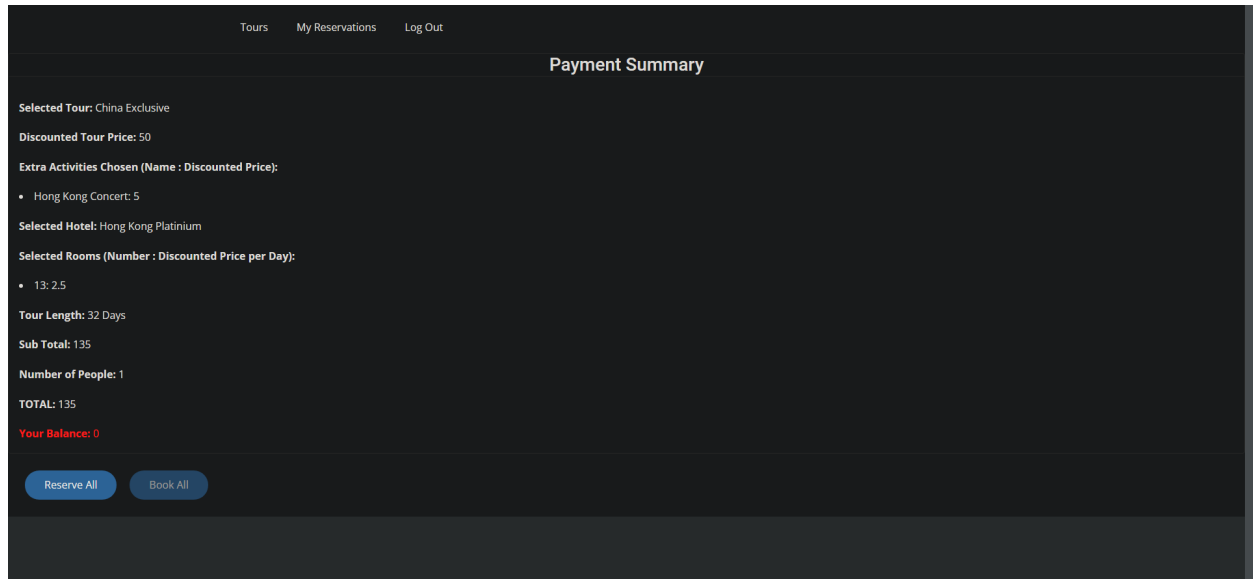 Tours My Reservations Log Out
Payment Summary
Selected Tour: China Exclusive
Discounted Tour Price: 50
Extra Activities Chosen (Name : Discounted Price):
• Hong Kong Concert: 5
Selected Hotel: Hong Kong Platinium
Selected Rooms (Number : Discounted Price per Day):
• 13: 2.5
Tour Length: 32 Days
Sub Total: 135
Number of People: 1
TOTAL: 135
Your Balance: 0
Reserve All Book All